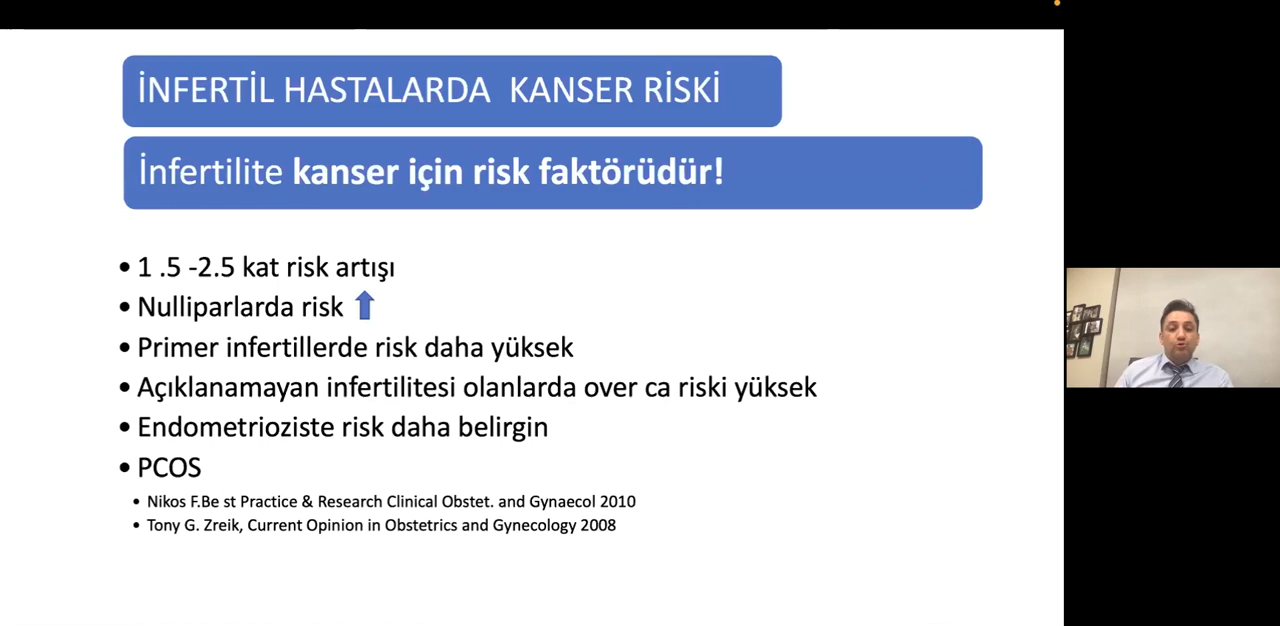 İNFERTİL HASTALARDA KANSER RİSKİ
İnfertilite kanser için risk faktörüdür!
• 1 .5 -2.5 kat risk artışı
• Nulliparlarda risk
• Primer infertillerde risk daha yüksek
• Açıklanamayan infertilitesi olanlarda over ca riski yüksek
• Endometrioziste risk daha belirgin
• PCOS
• Nikos F.Be st Practice & Research Clinical Obstet. and Gynaecol 2010
• Tony G. Zreik, Current Opinion in Obstetrics and Gynecology 2008